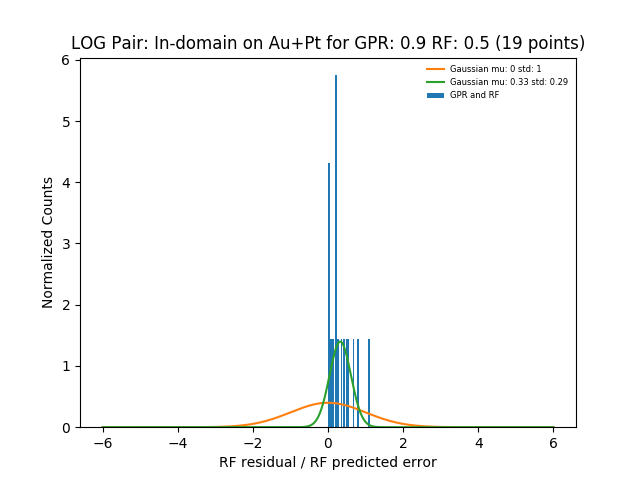 LOG Pair: In-domain on Au+Pt for GPR: 0.9 RF: 0.5 (19 points)
Gaussian mu: 0 std: 1
Gaussian mu: 0.33 std: 0.29
GPR and RF
Normalized Counts
6
5
4
3
2
1
0
−6 −4 −2 0 2 4 6
RF residual / RF predicted error